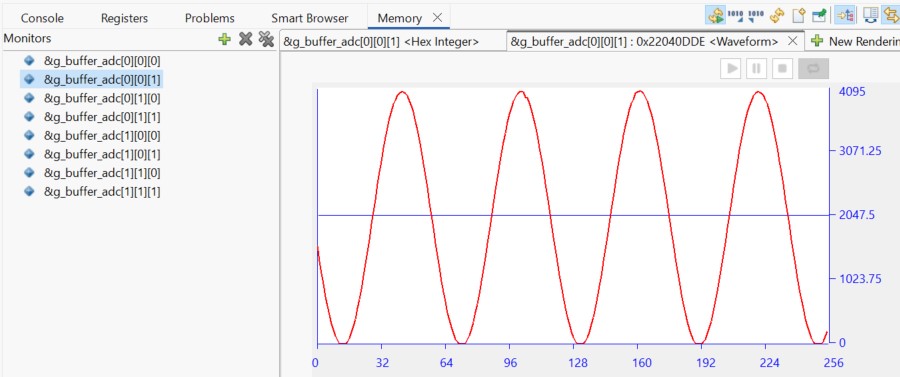 Console Registers Problems Smart Browser Memory
Monitors
&g_buffer_adc[0][0][1] <Hex Integer> &g_buffer_adc[0][0][1] : 0x22040DDE <Waveform> New Renderin
&g_buffer_adc[0][0][0]
&g_buffer_adc[0][0][1]
&g_buffer_adc[0][1][0]
&g_buffer_adc[0][1][1]
&g_buffer_adc[1][0][0]
&g_buffer_adc[1][0][1]
&g_buffer_adc[1][1][0]
&g_buffer_adc[1][1][1]
4095
3071.25
2047.5
1023.75
0
0 32 64 96 128 160 192 224 256